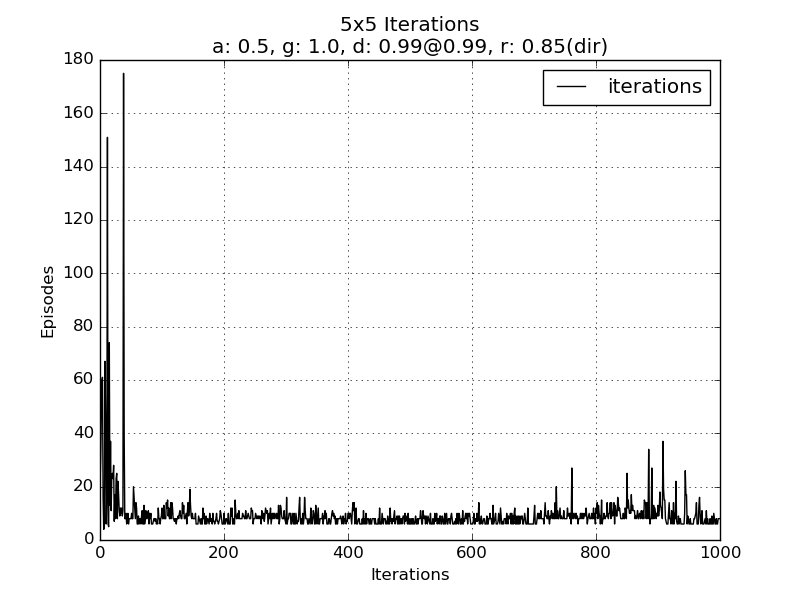 5x5 Iterations
a: 0.5, g: 1.0, d: 0.99@0.99, r: 0.85(dir)
iterations
180
160
140
120
100
80
60
40
20
0
Episodes
0 200 400 600 800 1000
Iterations